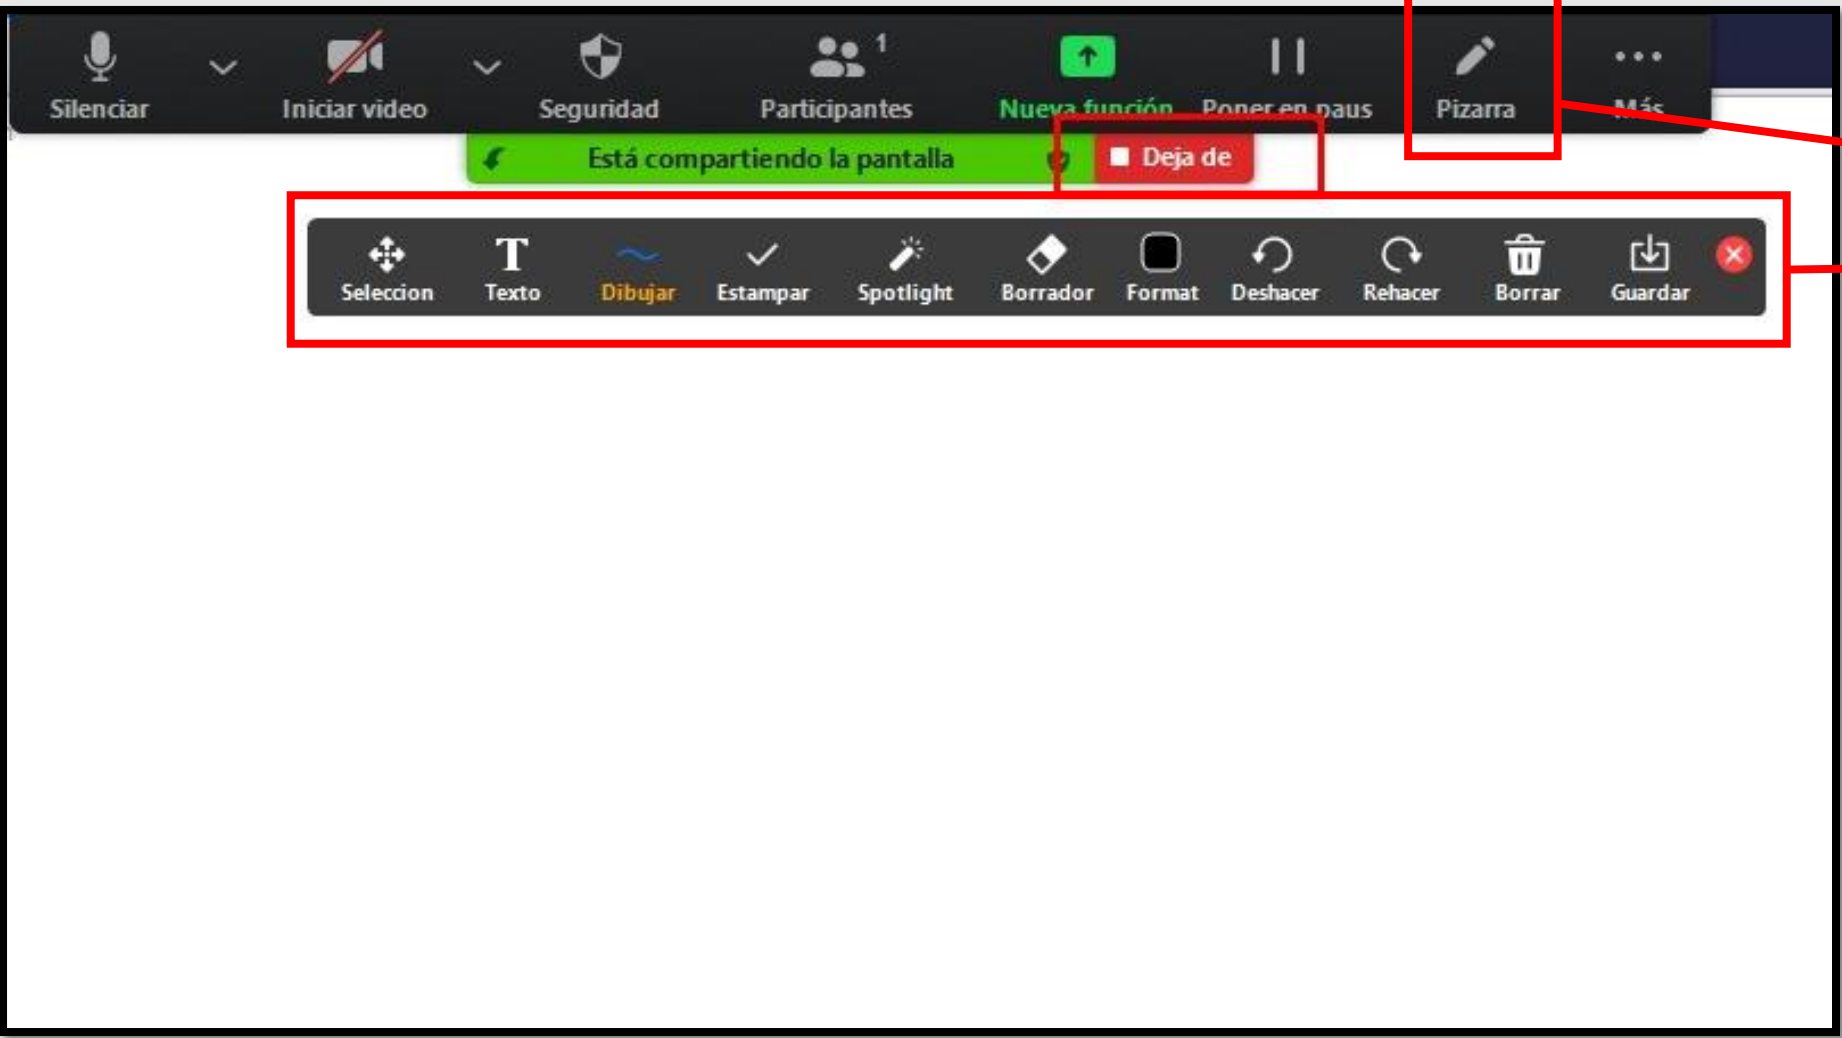 1
Silenciar Iniciar video Seguridad Participantes Nueva función Poner en paus Pizarra Más
Está compartiendo la pantalla Deja de
T
Seleccion Texto Dibujar Estampar Spotlight Borrador Format Deshacer Rehacer Borrar Guardar